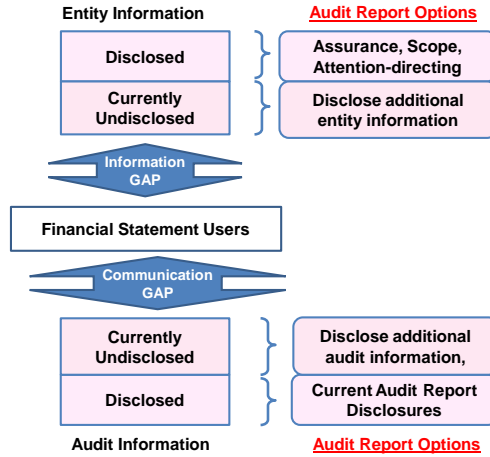 Entity Information
Audit Report Options
Disclosed
Assurance, Scope,
Attention-directing
Currently
Undisclosed
Disclose additional
entity information
Information
GAP
Financial Statement Users
Communication
GAP
Currently
Undisclosed
Disclose additional
audit information,
Disclosed
Current Audit Report
Disclosures
Audit Information
Audit Report Options